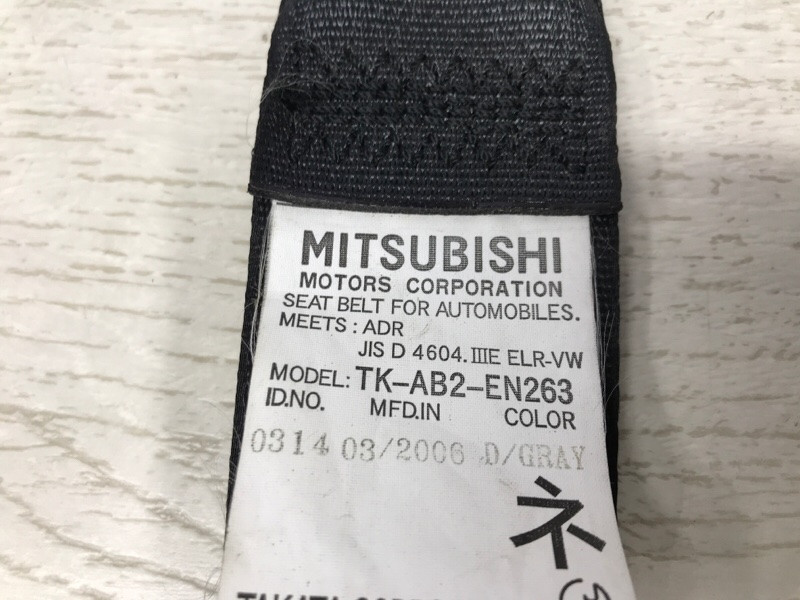 MITSUBISHI
MOTORS CORPORATION
SEAT BELT FOR AUTOMOBILES.
MEETS : ADR
JIS D 4604. IIIE ELR-VW
MODEL: TK-AB2-EN263
ID.NO. MFD.IN COLOR
0314 03/2006 D/GRAY
ネ